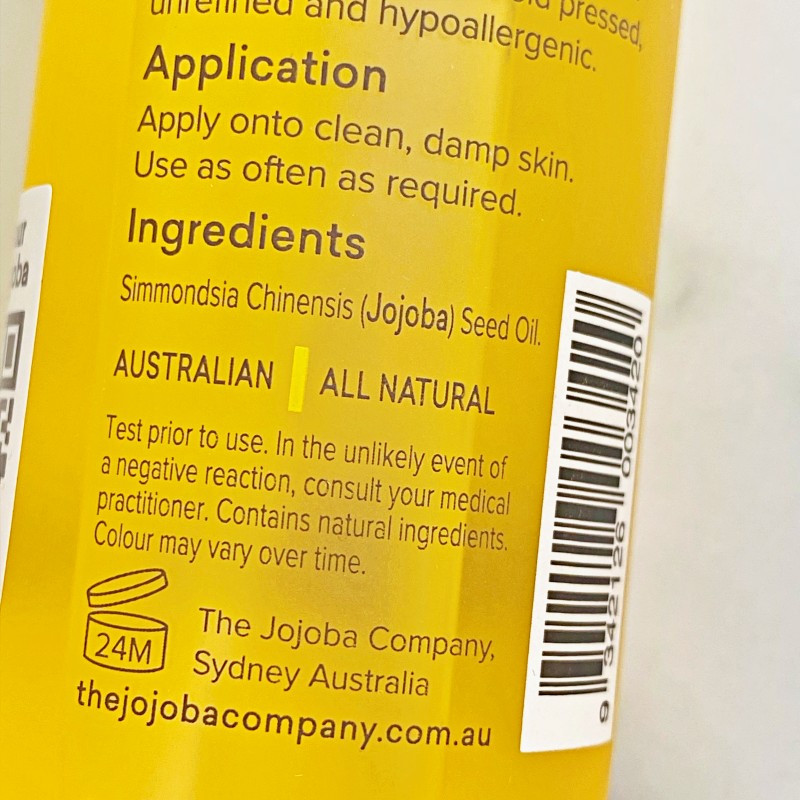 pressed,
unrefined and hypoallergenic.
Application
Apply onto clean, damp skin.
Use as often as required.
Ingredients
Simmondsia Chinensis (Jojoba) Seed Oil.
AUSTRALIAN ALL NATURAL
Test prior to use. In the unlikely event of
a negative reaction, consult your medical
practitioner. Contains natural ingredients.
Colour may vary over time.
24M
The Jojoba Company,
Sydney Australia
thejojobacompany.com.au
9 342126 003420